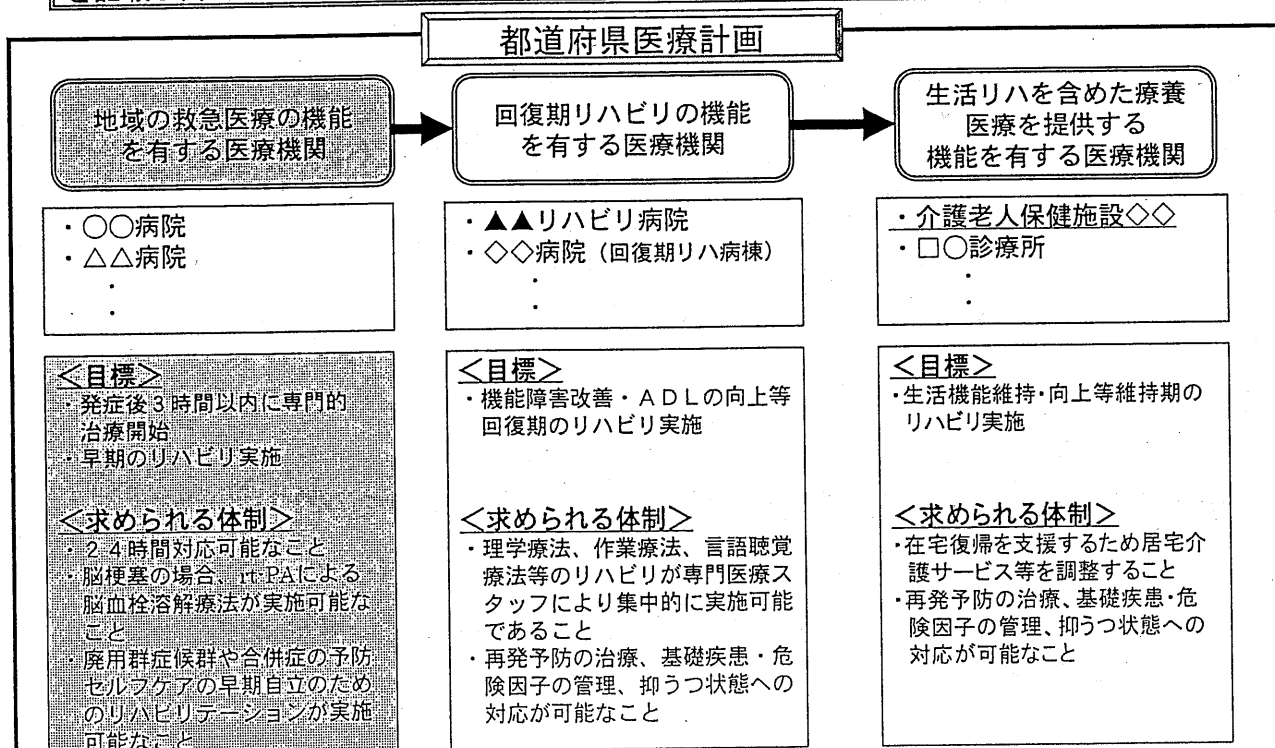 都道府県医療計画
地域の救急医療の機能
を有する医療機関
・○○病院
・△△病院
・
・
<目標>
・発症後3時間以内に専門的
治療開始
・早期のリハビリ実施
<求められる体制>
・24時間対応可能なこと
・脳梗塞の場合、rt-PAによる
脳血栓溶解療法が実施可能な
こと
・廃用群症候群や合併症の予防
セルフケアの早期自立のため
のリハビリテーションが実施
可能なこと
回復期リハビリの機能
を有する医療機関
・▲▲リハビリ病院
・◇◇病院（回復期リハ病棟）
・
・
<目標>
・機能障害改善・ADLの向上等
回復期のリハビリ実施
<求められる体制>
・理学療法、作業療法、言語聴覚
療法等のリハビリが専門医療ス
タッフにより集中的に実施可能
であること
・再発予防の治療、基礎疾患・危
険因子の管理、抑うつ状態への
対応が可能なこと
生活リハを含めた療養
医療を提供する
機能を有する医療機関
・介護老人保健施設◇◇
・□○診療所
・
・
<目標>
・生活機能維持・向上等維持期の
リハビリ実施
<求められる体制>
・在宅復帰を支援するため居宅介
護サービス等を調整すること
・再発予防の治療、基礎疾患・危
険因子の管理、抑うつ状態への
対応が可能なこと